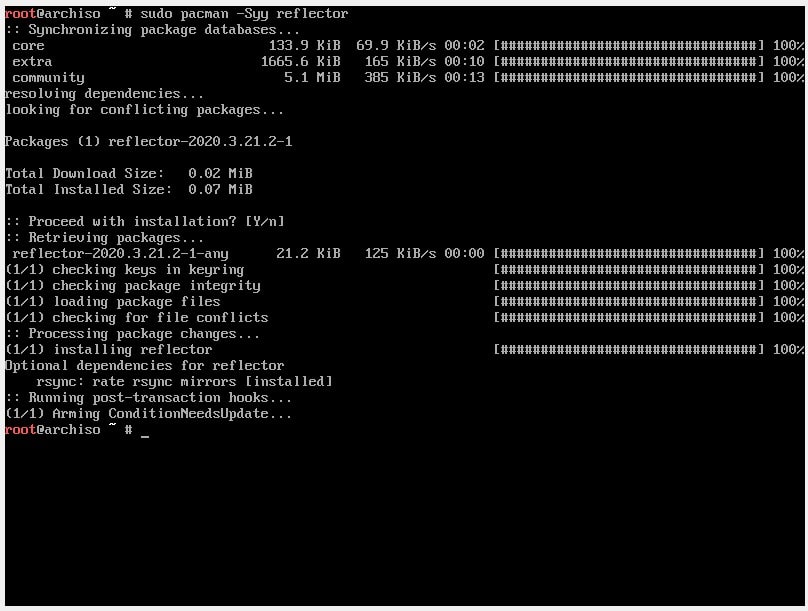 root@archiso ~ # sudo pacman -Syy reflector
:: Synchronizing package databases...
 core                            133.9 KiB  69.9 KiB/s 00:02 [################################] 100%
 extra                          1665.6 KiB   165 KiB/s 00:10 [################################] 100%
 community                         5.1 MiB   385 KiB/s 00:13 [################################] 100%
resolving dependencies...
looking for conflicting packages...
Packages (1) reflector-2020.3.21.2-1
Total Download Size:   0.02 MiB
Total Installed Size:  0.07 MiB
:: Proceed with installation? [Y/n]
:: Retrieving packages...
 reflector-2020.3.21.2-1-any      21.2 KiB   125 KiB/s 00:00 [################################] 100%
(1/1) checking keys in keyring                               [################################] 100%
(1/1) checking package integrity                             [################################] 100%
(1/1) loading package files                                  [################################] 100%
(1/1) checking for file conflicts                            [################################] 100%
:: Processing package changes...
(1/1) installing reflector                                   [################################] 100%
Optional dependencies for reflector
    rsync: rate rsync mirrors [installed]
:: Running post-transaction hooks...
(1/1) Arming ConditionNeedsUpdate...
root@archiso ~ # _